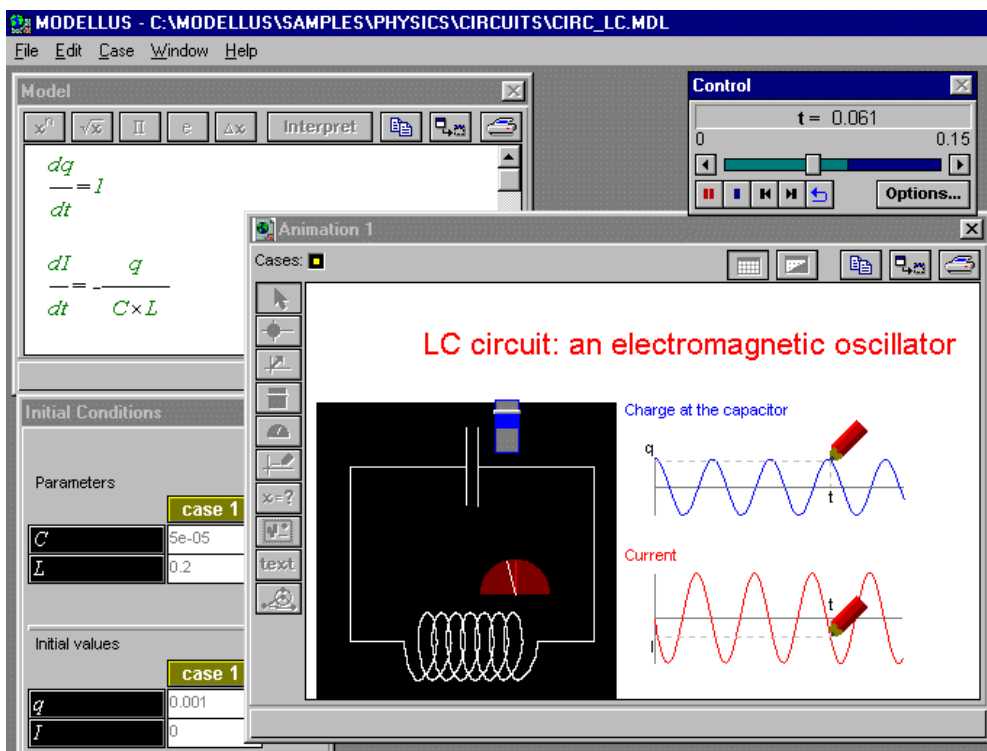 MODELLUS - C:\MODELLUS\SAMPLES\PHYSICS\CIRCUITS\CIRC_LC.MDL
File Edit Case Window Help
Model
xⁿ √x Π e Δx Interpret
dq
— = I
dt
dI q
— = - —
dt C×L
Control
t = 0.061
0 0.15
Options...
Animation 1
Cases:
x=?
text
LC circuit: an electromagnetic oscillator
Charge at the capacitor
q
t
Current
t
I
Initial Conditions
Parameters
case 1
C 5e-05
L 0.2
Initial values
case 1
q 0.001
I 0